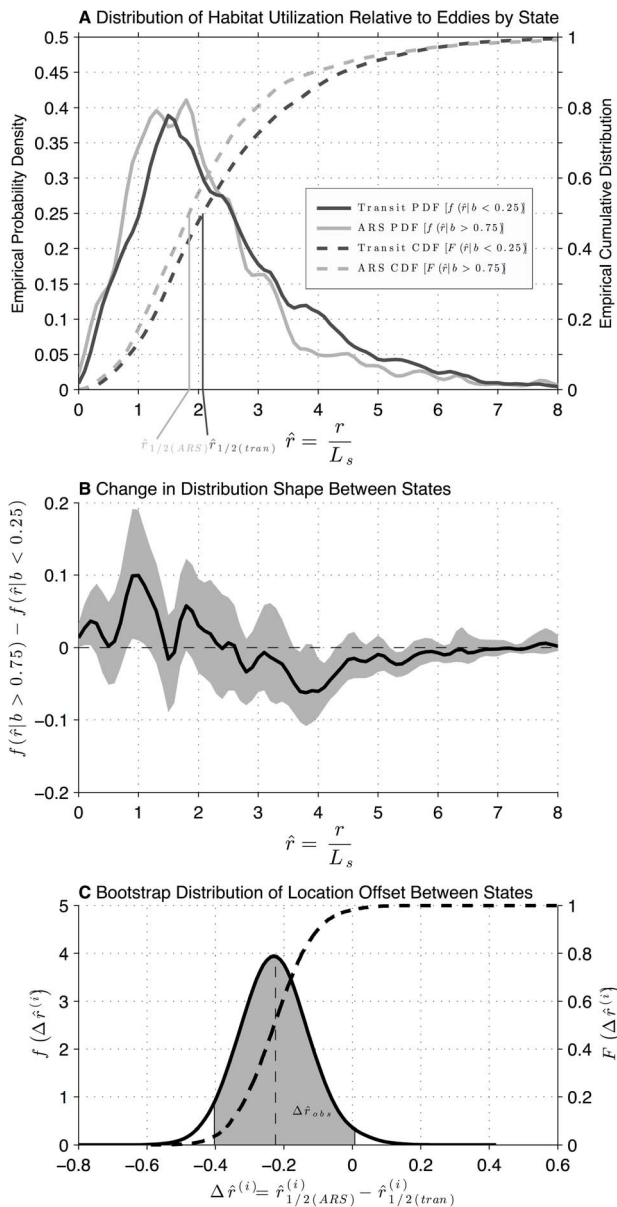 A Distribution of Habitat Utilization Relative to Eddies by State
Empirical Probability Density
0.5
0.45
0.4
0.35
0.3
0.25
0.2
0.15
0.1
0.05
0
Empirical Cumulative Distribution
1
0.8
0.6
0.4
0.2
0
Transit PDF [f(r̂|b < 0.25)]
ARS PDF [f(r̂|b > 0.75)]
Transit CDF [F(r̂|b < 0.25)]
ARS CDF [F(r̂|b > 0.75)]
0 1 2 3 4 5 6 7 8
r̂1/2(ARS) r̂1/2(tran)
r̂ = r/Ls
B Change in Distribution Shape Between States
f(r̂|b > 0.75) − f(r̂|b < 0.25)
0.2
0.1
0
−0.1
−0.2
0 1 2 3 4 5 6 7 8
r̂ = r/Ls
C Bootstrap Distribution of Location Offset Between States
f (Δ r̂(i))
5
4
3
2
1
0
F (Δ r̂(i))
1
0.8
0.6
0.4
0.2
0
Δ r̂obs
−0.8 −0.6 −0.4 −0.2 0 0.2 0.4 0.6
Δ r̂(i) = r̂(i)1/2(ARS) − r̂(i)1/2(tran)